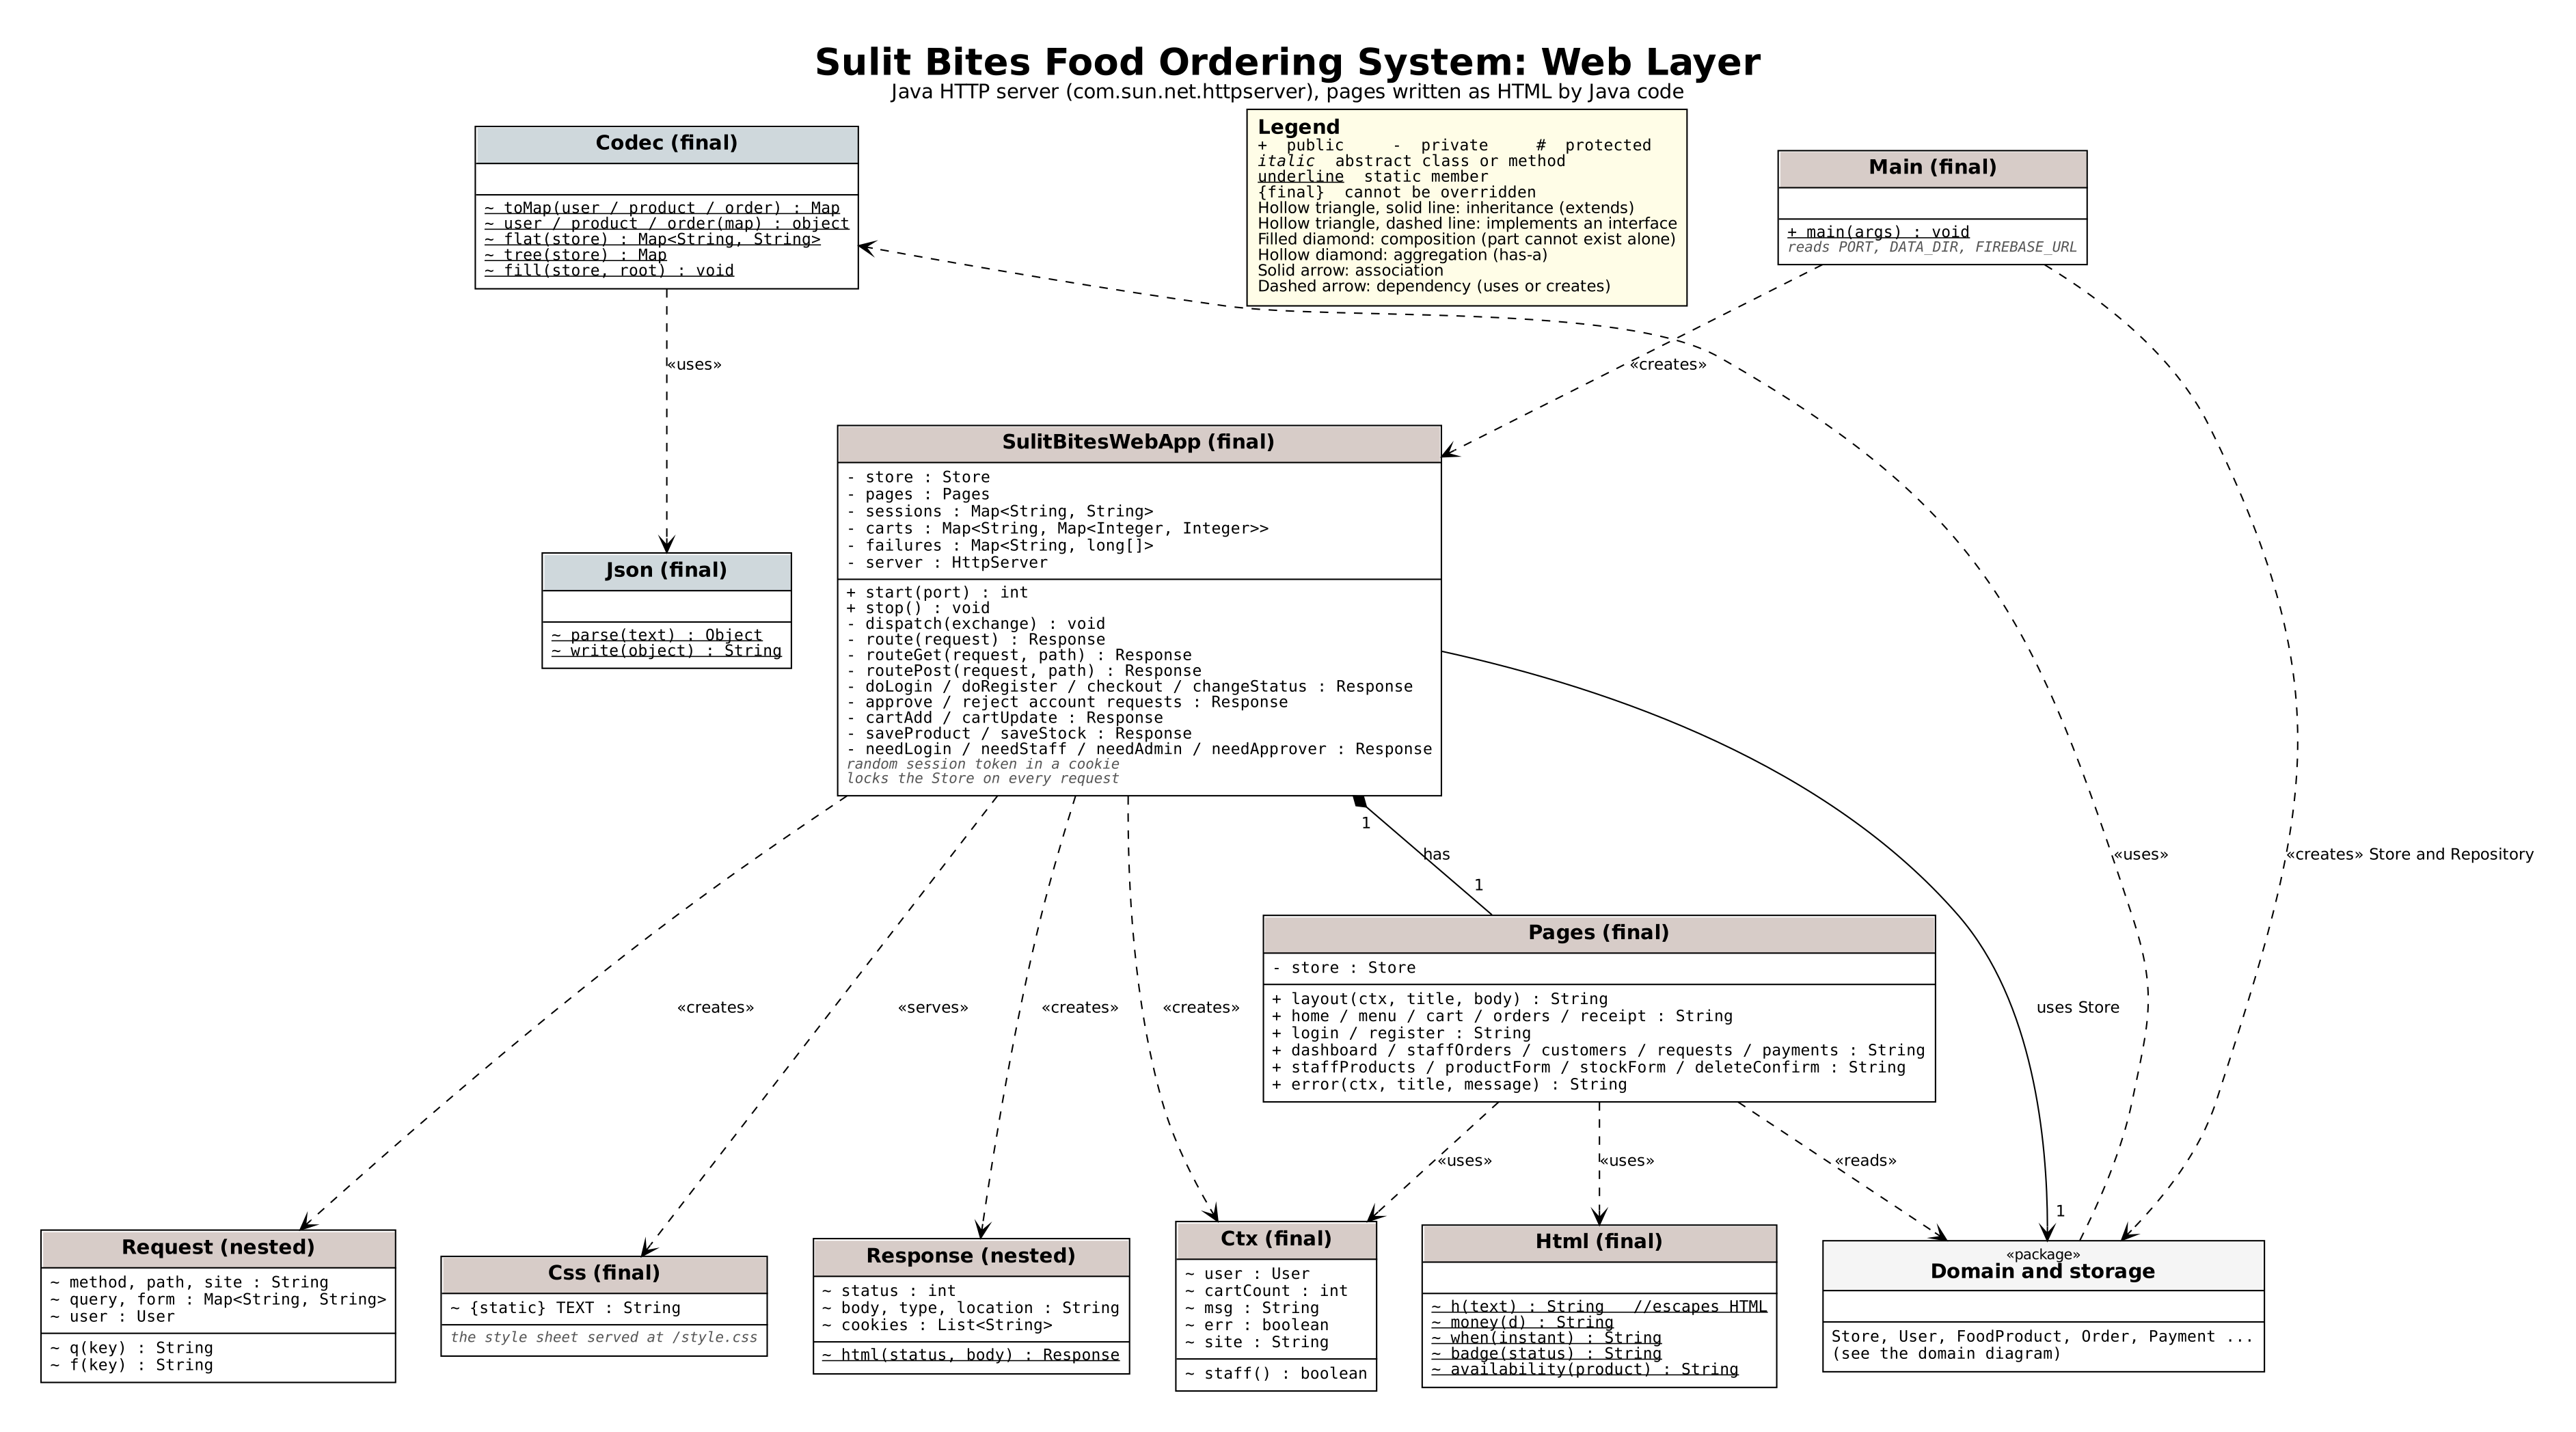 Sulit Bites Food Ordering System: Web Layer
Java HTTP server (com.sun.net.httpserver), pages written as HTML by Java code
Codec (final)
~ toMap(user / product / order) : Map
~ user / product / order(map) : object
~ flat(store) : Map<String, String>
~ tree(store) : Map
~ fill(store, root) : void
Legend
+  public     -  private     #  protected
italic  abstract class or method
underline  static member
{final}  cannot be overridden
Hollow triangle, solid line: inheritance (extends)
Hollow triangle, dashed line: implements an interface
Filled diamond: composition (part cannot exist alone)
Hollow diamond: aggregation (has-a)
Solid arrow: association
Dashed arrow: dependency (uses or creates)
Main (final)
+ main(args) : void
reads PORT, DATA_DIR, FIREBASE_URL
«uses»
«creates»
SulitBitesWebApp (final)
- store : Store
- pages : Pages
- sessions : Map<String, String>
- carts : Map<String, Map<Integer, Integer>>
- failures : Map<String, long[]>
- server : HttpServer
+ start(port) : int
+ stop() : void
- dispatch(exchange) : void
- route(request) : Response
- routeGet(request, path) : Response
- routePost(request, path) : Response
- doLogin / doRegister / checkout / changeStatus : Response
- approve / reject account requests : Response
- cartAdd / cartUpdate : Response
- saveProduct / saveStock : Response
- needLogin / needStaff / needAdmin / needApprover : Response
random session token in a cookie
locks the Store on every request
Json (final)
~ parse(text) : Object
~ write(object) : String
1
has
1
«uses»
«creates» Store and Repository
Pages (final)
- store : Store
+ layout(ctx, title, body) : String
+ home / menu / cart / orders / receipt : String
+ login / register : String
+ dashboard / staffOrders / customers / requests / payments : String
+ staffProducts / productForm / stockForm / deleteConfirm : String
+ error(ctx, title, message) : String
«creates»
«serves»
«creates»
«creates»
uses Store
«uses»
«uses»
«reads»
1
Request (nested)
~ method, path, site : String
~ query, form : Map<String, String>
~ user : User
~ q(key) : String
~ f(key) : String
Css (final)
~ {static} TEXT : String
the style sheet served at /style.css
Response (nested)
~ status : int
~ body, type, location : String
~ cookies : List<String>
~ html(status, body) : Response
Ctx (final)
~ user : User
~ cartCount : int
~ msg : String
~ err : boolean
~ site : String
~ staff() : boolean
Html (final)
~ h(text) : String   //escapes HTML
~ money(d) : String
~ when(instant) : String
~ badge(status) : String
~ availability(product) : String
«package»
Domain and storage
Store, User, FoodProduct, Order, Payment ...
(see the domain diagram)